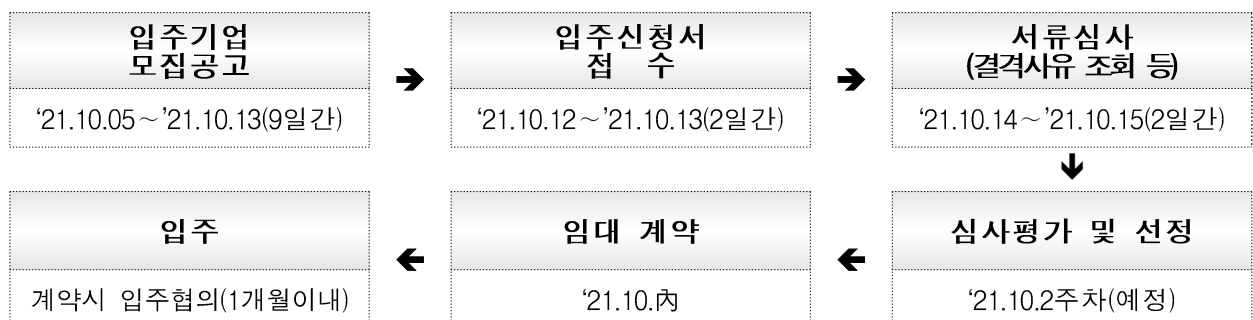 입주기업
모집공고
‘21.10.05～’21.10.13(9일간)
입주신청서
접 수
‘21.10.12～’21.10.13(2일간)
서류심사
(결격사유 조회 등)
‘21.10.14～’21.10.15(2일간)
심사평가 및 선정
‘21.10.2주차(예정)
임대 계약
‘21.10.內
입주
계약시 입주협의(1개월이내)